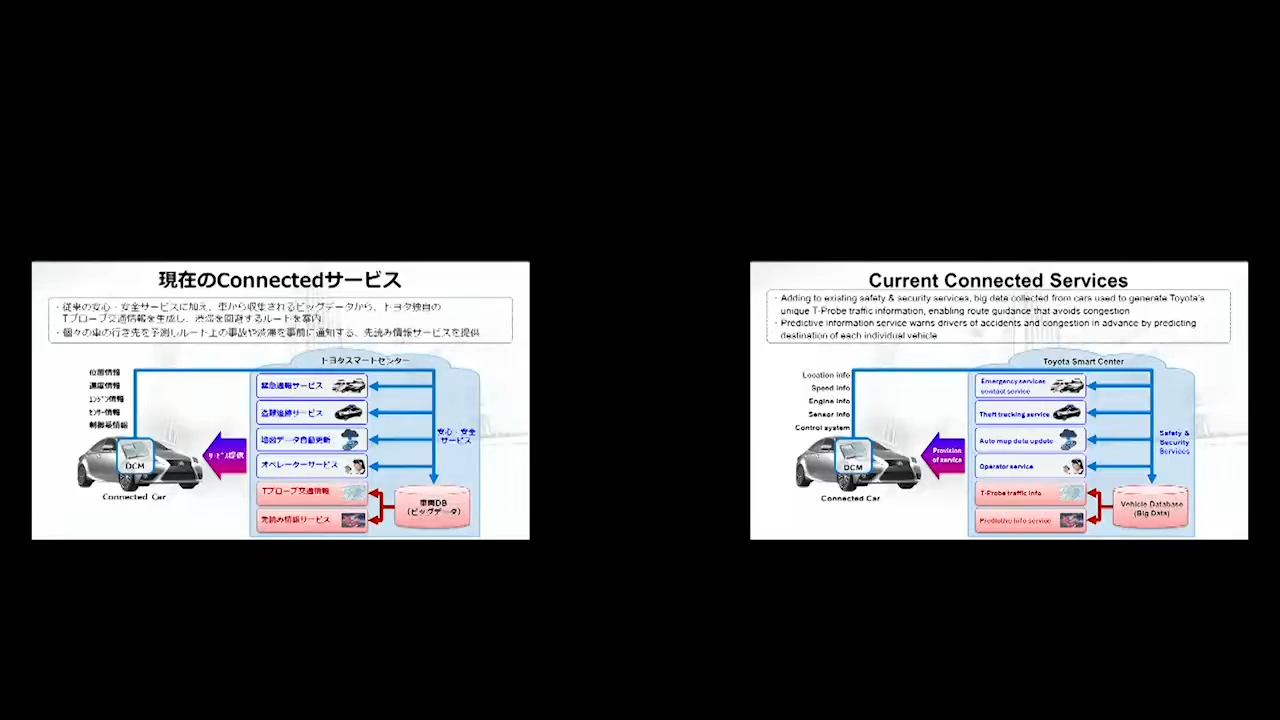 現在のConnectedサービス
・従来の安心・安全サービスに加え、車から収集されるビッグデータから、トヨタ独自の
Tプローブ交通情報を生成し、渋滞を回避するルートを案内
・個々の車の行き先を予測しルート上の事故や渋滞を事前に通知する、先読み情報サービスを提供
トヨタスマートセンター
位置情報
速度情報
エンジン情報
センサー情報
制御系情報
DCM
Connected Car
サービス提供
緊急通報サービス
盗難追跡サービス
地図データ自動更新
オペレーターサービス
Tプローブ交通情報
先読み情報サービス
安心・安全
サービス
車両DB
(ビッグデータ)
Current Connected Services
- Adding to existing safety & security services, big data collected from cars used to generate Toyota's
unique T-Probe traffic information, enabling route guidance that avoids congestion
- Predictive information service warns drivers of accidents and congestion in advance by predicting
destination of each individual vehicle
Toyota Smart Center
Location info
Speed info
Engine info
Sensor info
Control system
DCM
Connected Car
Provision
of service
Emergency services
contact service
Theft trucking service
Auto map data update
Operator service
T-Probe traffic info
Predictive info service
Safety &
Security
Services
Vehicle Database
(Big Data)